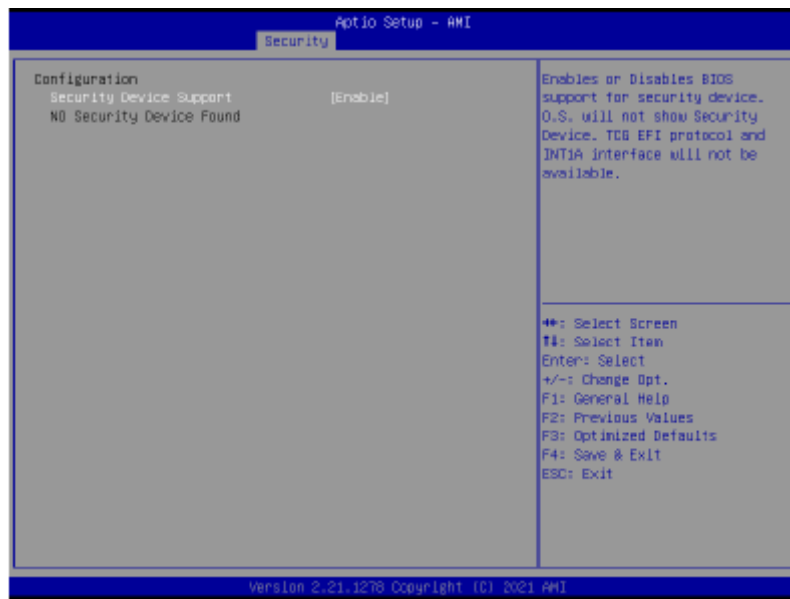 Aptio Setup - AMI
Security
Configuration
Security Device Support [Enable]
NO Security Device Found
Enables or Disables BIOS
support for security device.
O.S. will not show Security
Device. TCG EFI protocol and
INT1A interface will not be
available.
→←: Select Screen
↑↓: Select Item
Enter: Select
+/-: Change Opt.
F1: General Help
F2: Previous Values
F3: Optimized Defaults
F4: Save & Exit
ESC: Exit
Version 2.21.1278 Copyright (C) 2021 AMI